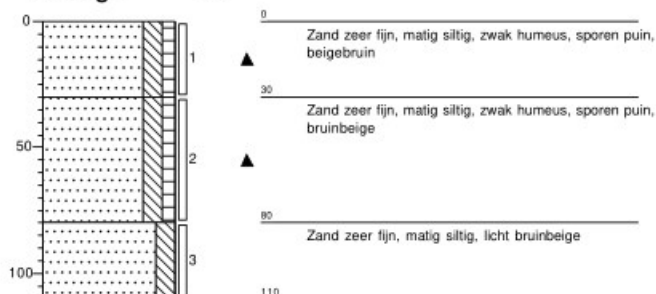 0
0
Zand zeer fijn, matig siltig, zwak humeus, sporen puin,
beigebruin
1
30
Zand zeer fijn, matig siltig, zwak humeus, sporen puin,
bruinbeige
50
2
80
Zand zeer fijn, matig siltig, licht bruinbeige
3
100
110